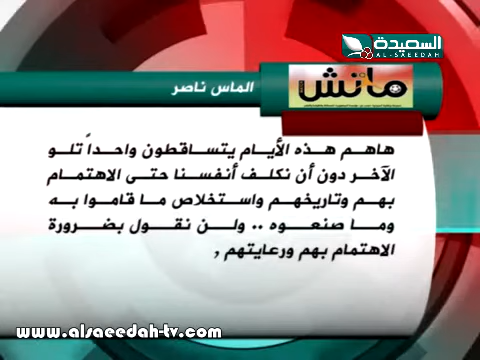 السعيدة
AL-SAEEDAH
ماتش
الماس ناصر
هاهم هذه الأيام يتساقطون واحداً تلو
الآخر دون أن نكلف أنفسنا حتى الاهتمام
بهم وتاريخهم واستخلاص ما قاموا به
وما صنعوه .. ولن نقول بضرورة
الاهتمام بهم ورعايتهم ,
www.alsaeedah-tv.com